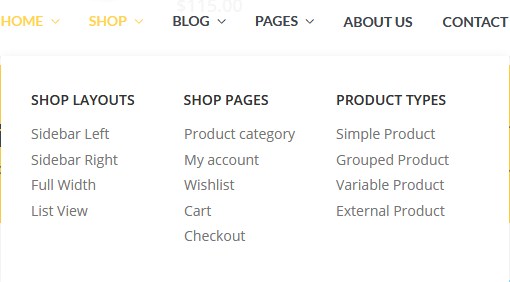 $115.00
HOME SHOP BLOG PAGES ABOUT US CONTACT
SHOP LAYOUTS SHOP PAGES PRODUCT TYPES
Sidebar Left Product category Simple Product
Sidebar Right My account Grouped Product
Full Width Wishlist Variable Product
List View Cart External Product
Checkout